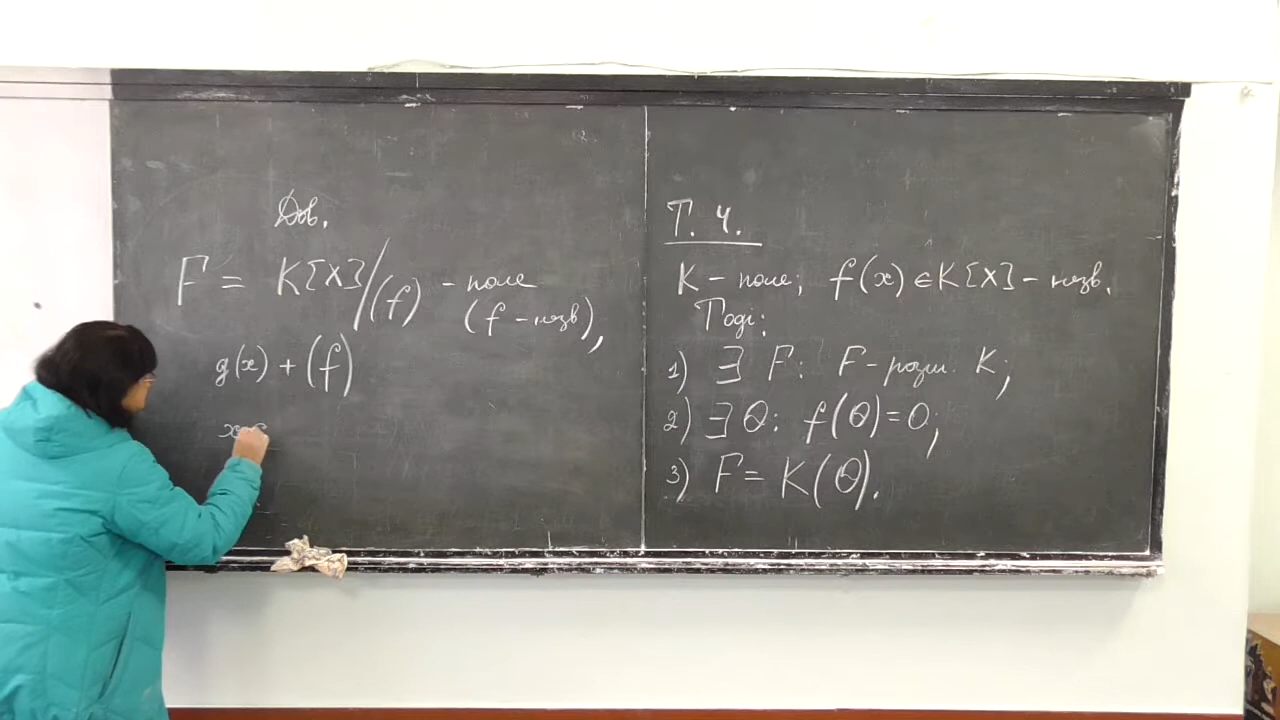 Дов.
F = K[X]/(f) - поле
(f - незв),
g(x) + (f)
x
Т. 4.
K - поле; f(x) ∈ K[X] - незв.
Тоді:
1) ∃ F: F - розш. K;
2) ∃ Θ: f(Θ) = 0;
3) F = K(Θ).